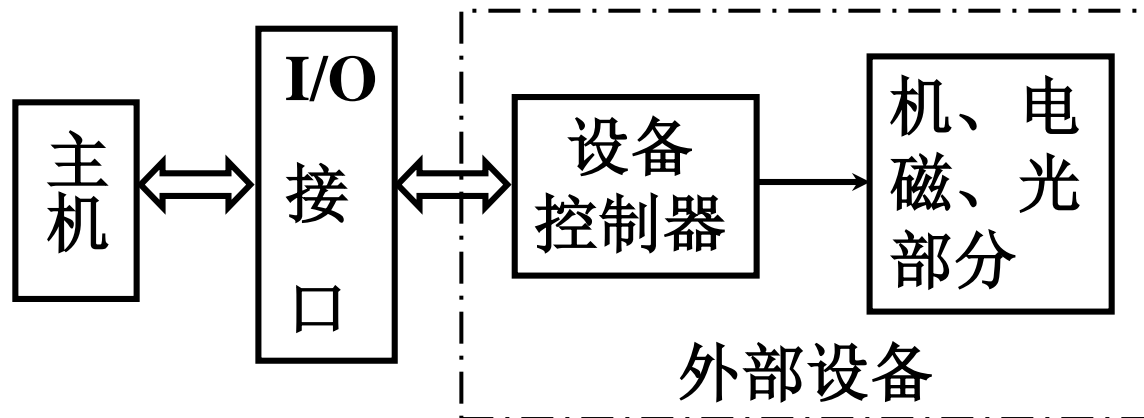 主
机
I/O
接
口
设备
控制器
机、电
磁、光
部分
外部设备